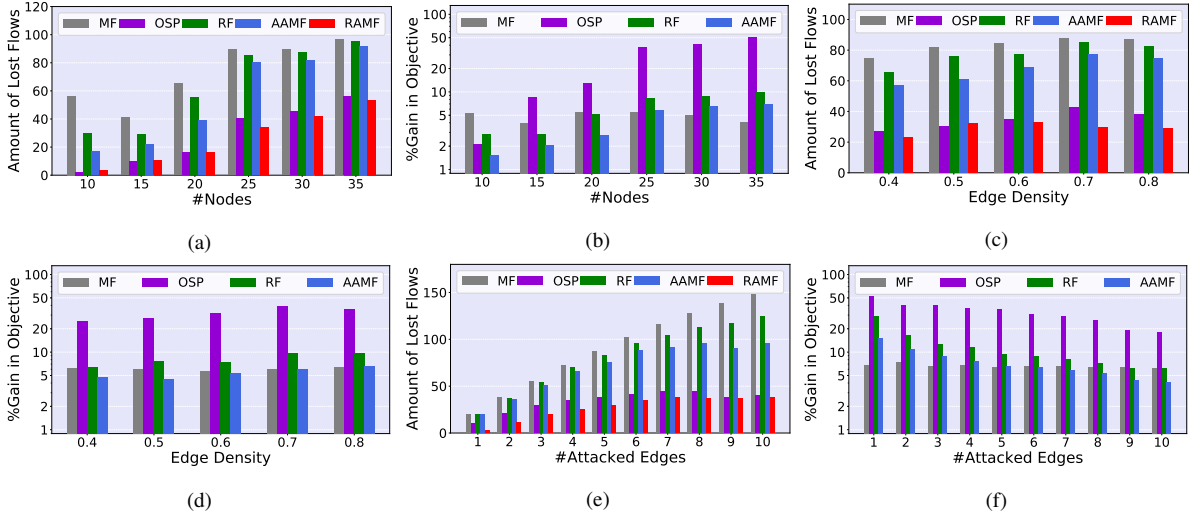 120
100
80
60
40
20
0
Amount of Lost Flows
MF OSP RF AAMF RAMF
10 15 20 25 30 35
#Nodes
(a)
100
50
20
10
5
2
1
%Gain in Objective
MF OSP RF AAMF
10 15 20 25 30 35
#Nodes
(b)
100
80
60
40
20
0
Amount of Lost Flows
MF OSP RF AAMF RAMF
0.4 0.5 0.6 0.7 0.8
Edge Density
(c)
100
50
20
10
5
2
1
%Gain in Objective
MF OSP RF AAMF
0.4 0.5 0.6 0.7 0.8
Edge Density
(d)
150
100
50
0
Amount of Lost Flows
MF OSP RF AAMF RAMF
1 2 3 4 5 6 7 8 9 10
#Attacked Edges
(e)
100
50
20
10
5
2
1
%Gain in Objective
MF OSP RF AAMF
1 2 3 4 5 6 7 8 9 10
#Attacked Edges
(f)